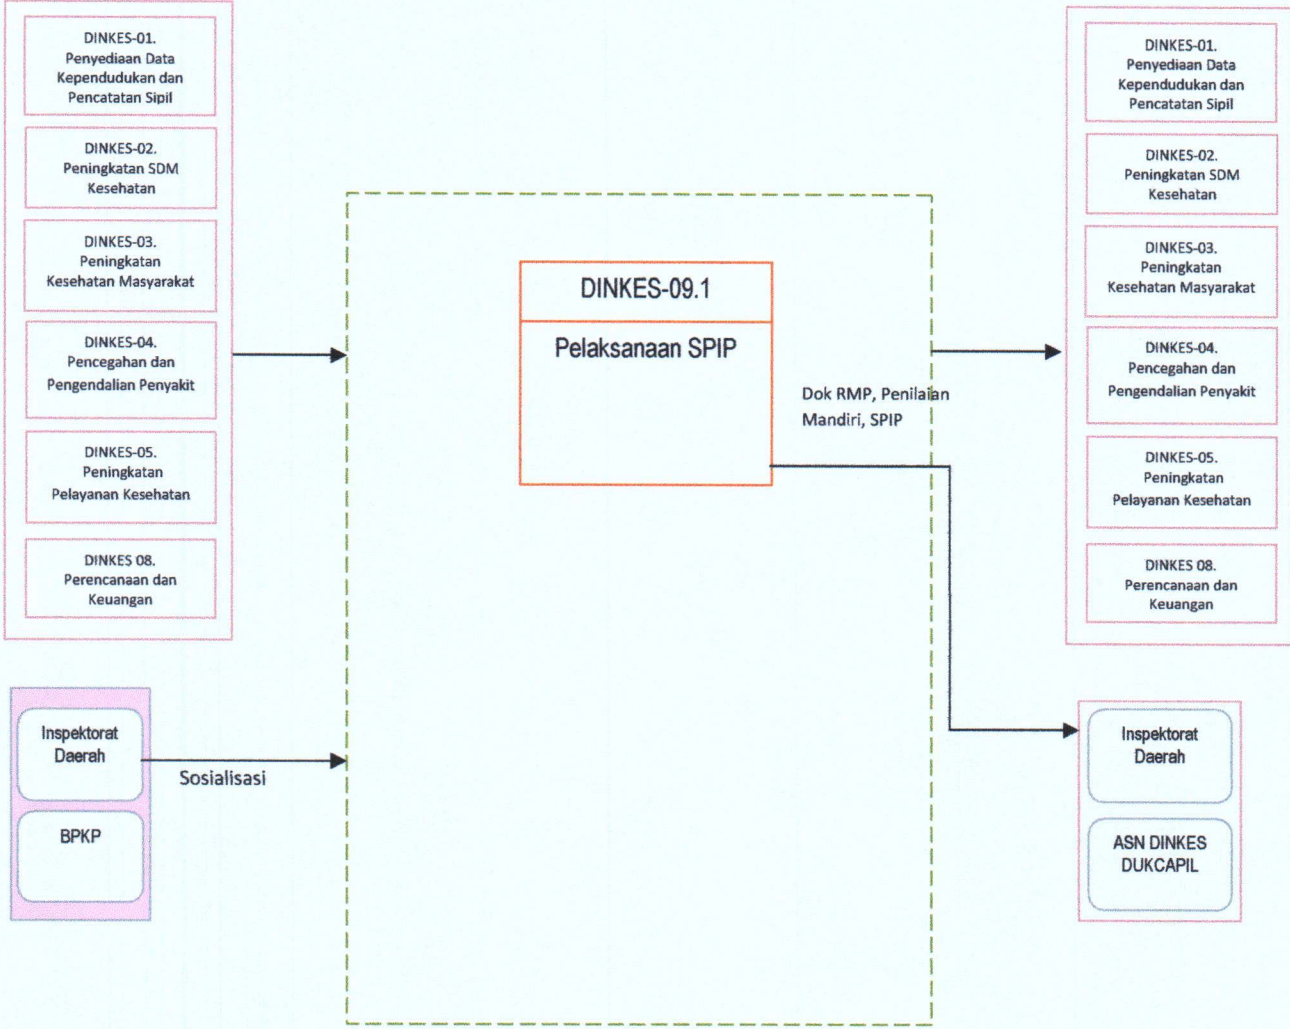 DINKES-01.
Penyediaan Data
Kependudukan dan
Pencatatan Sipil
DINKES-02.
Peningkatan SDM
Kesehatan
DINKES-03.
Peningkatan
Kesehatan Masyarakat
DINKES-04.
Pencegahan dan
Pengendalian Penyakit
DINKES-05.
Peningkatan
Pelayanan Kesehatan
DINKES 08.
Perencanaan dan
Keuangan
Inspektorat
Daerah
BPKP
Sosialisasi
DINKES-09.1
Pelaksanaan SPIP
Dok RMP, Penilaian
Mandiri, SPIP
DINKES-01.
Penyediaan Data
Kependudukan dan
Pencatatan Sipil
DINKES-02.
Peningkatan SDM
Kesehatan
DINKES-03.
Peningkatan
Kesehatan Masyarakat
DINKES-04.
Pencegahan dan
Pengendalian Penyakit
DINKES-05.
Peningkatan
Pelayanan Kesehatan
DINKES 08.
Perencanaan dan
Keuangan
Inspektorat
Daerah
ASN DINKES
DUKCAPIL